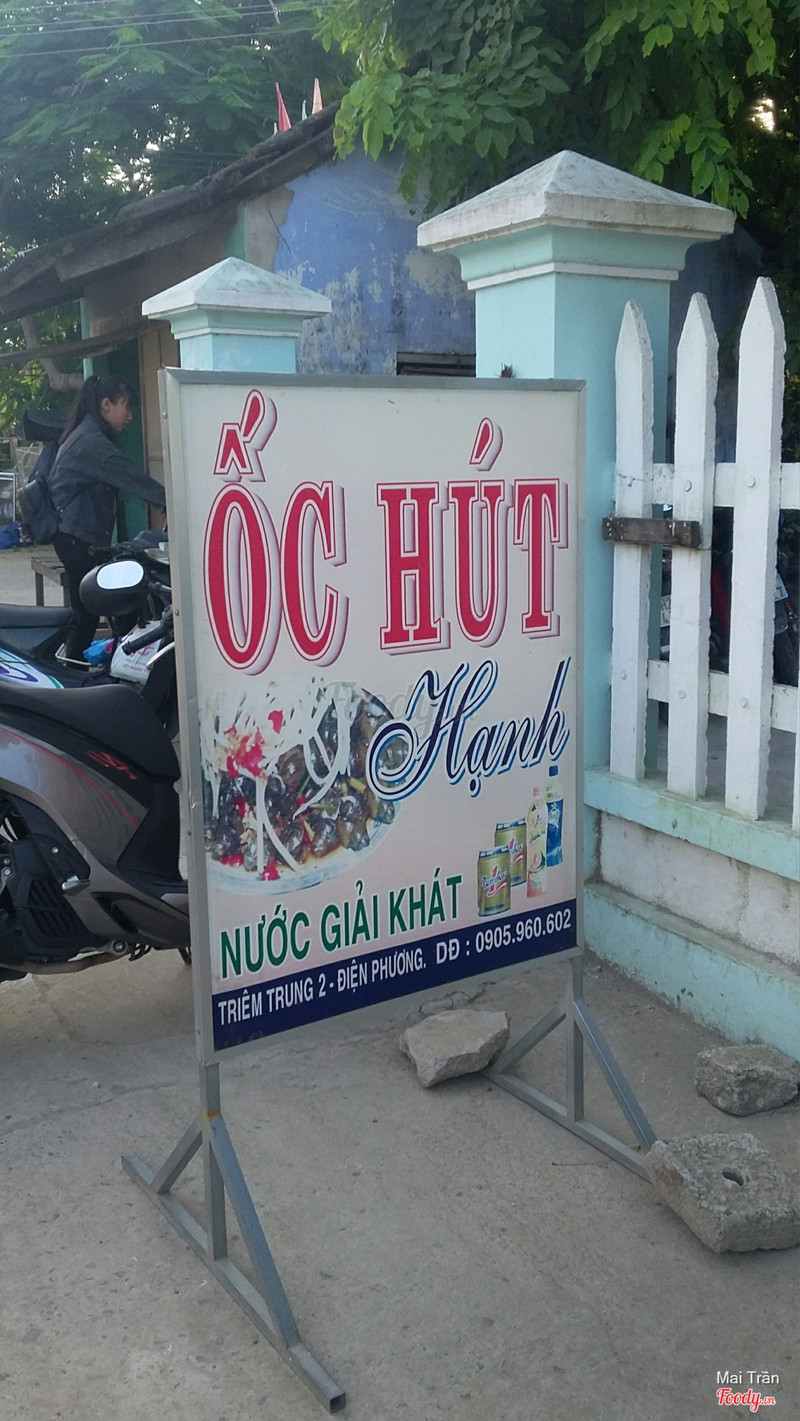 ỐC HÚT
Hạnh
NƯỚC GIẢI KHÁT
TRIÊM TRUNG 2 - ĐIỆN PHƯƠNG. DĐ : 0905.960.602
Foody
Mai Trần
Foody.vn